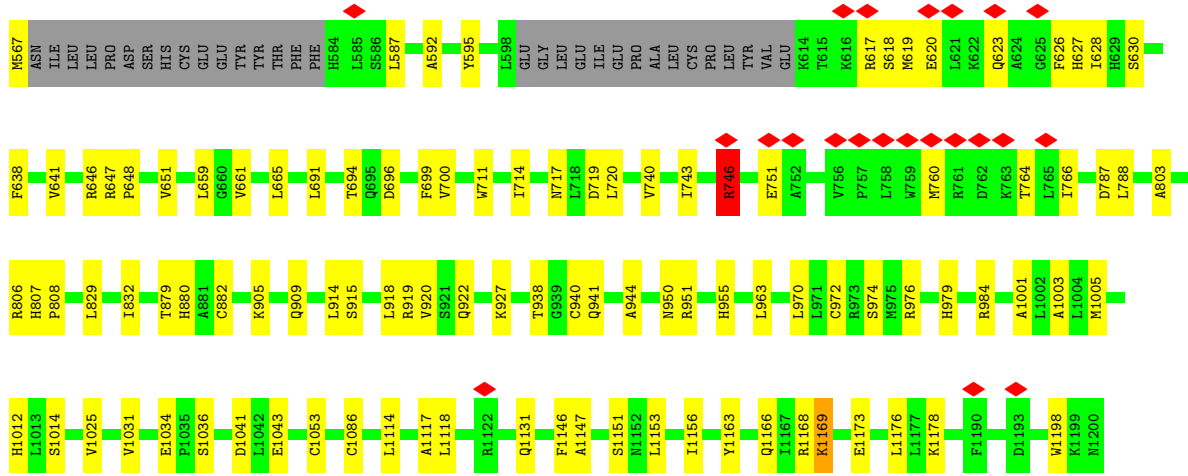 M567 ASN ILE LEU LEU PRO ASP SER HIS CYS GLU GLU TYR TYR THR PHE PHE H584 L585 S586 L587 A592 Y595 L598 GLU GLY LEU GLU ILE GLU PRO ALA LEU CYS PRO LEU TYR VAL GLU K614 T615 K616 R617 S618 M619 E620 L621 K622 Q623 A624 G625 F626 H627 I628 H629 S630
F638 V641 R646 R647 P648 V651 L659 G660 V661 L665 L691 T694 Q695 D696 F699 V700 W711 I714 N717 L718 D719 L720 V740 I743 R746 E751 A752 V756 P757 L758 W759 M760 R761 D762 K763 T764 L765 I766 D787 L788 A803
R806 H807 P808 L829 I832 T879 H880 A881 C882 K905 Q909 L914 S915 L918 R919 V920 S921 Q922 K927 T938 G939 C940 Q941 A944 N950 R951 H955 L963 L970 L971 C972 R973 S974 M975 R976 H979 R984 A1001 L1002 A1003 L1004 M1005
H1012 L1013 S1014 V1025 V1031 E1034 P1035 S1036 D1041 L1042 E1043 C1053 C1086 L1114 A1117 L1118 R1122 Q1131 F1146 A1147 S1151 N1152 L1153 I1156 Y1163 Q1166 I1167 R1168 K1169 E1173 L1176 L1177 K1178 F1190 D1193 W1198 K1199 N1200